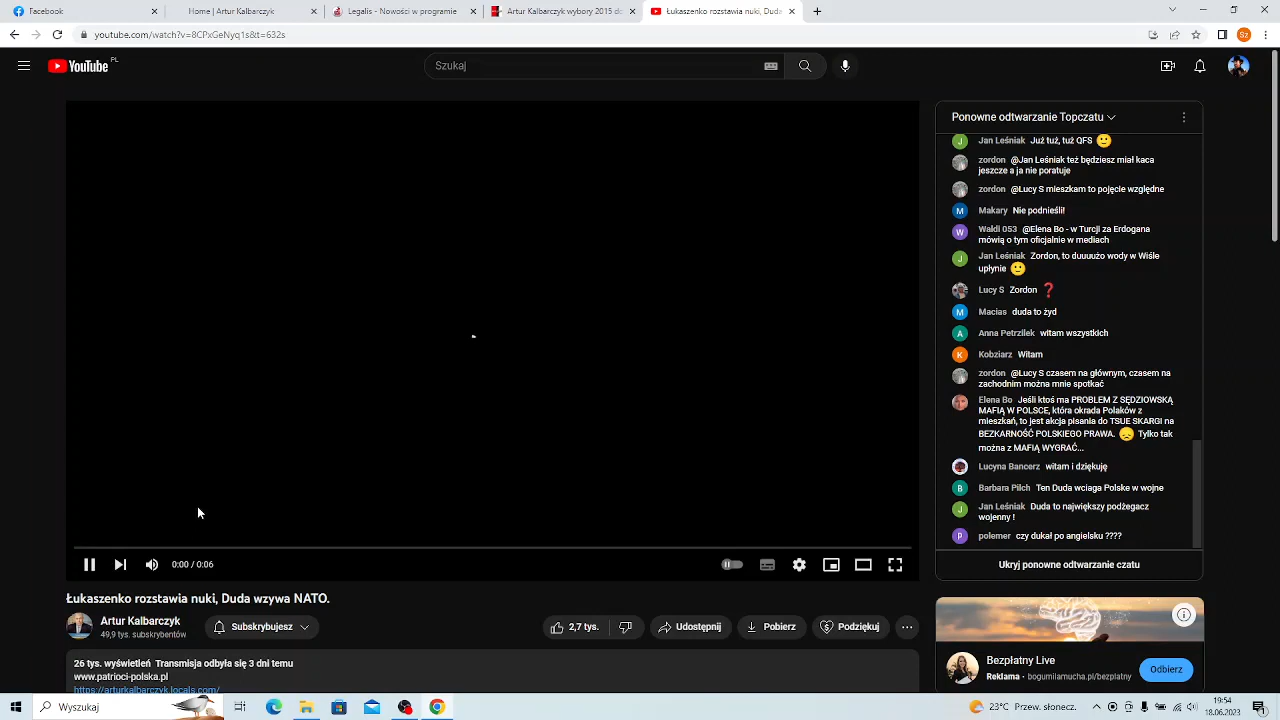 Facebook
Home | Artur Kalbarczyk
Legalis - Nowości w programie
Artur Kalbarczyk wybory 2015 do
Łukaszenko rozstawia nuki, Duda
youtube.com/watch?v=8CPxGeNyq1s&t=632s
Sz
YouTube PL
Szukaj
Ponowne odtwarzanie Topczatu
J Jan Leśniak Już tuż, tuż QFS
zordon @Jan Leśniak też będziesz miał kaca
jeszcze a ja nie poratuje
zordon @Lucy S mieszkam to pojęcie względne
M Makary Nie podnieśli!
W Waldi 053 @Elena Bo - w Turcji za Erdogana
mówią o tym oficjalnie w mediach
J Jan Leśniak Zordon, to duuuużo wody w Wiśle
upłynie
Lucy S Zordon ❓
M Macias duda to żyd
A Anna Petrzilek witam wszystkich
K Kobziarz Witam
zordon @Lucy S czasem na głównym, czasem na
zachodnim można mnie spotkać
Elena Bo Jeśli ktoś ma PROBLEM Z SĘDZIOWSKĄ
MAFIĄ W POLSCE, która okrada Polaków z
mieszkań, to jest akcja pisania do TSUE SKARGI na
BEZKARNOŚĆ POLSKIEGO PRAWA. Tylko tak
można z MAFIĄ WYGRAĆ...
Lucyna Bancerz witam i dziękuję
B Barbara Pilch Ten Duda wciaga Polske w wojne
J Jan Leśniak Duda to największy podżegacz
wojenny !
P polemer czy dukał po angielsku ????
Ukryj ponowne odtwarzanie czatu
0:00 / 0:06
Łukaszenko rozstawia nuki, Duda wzywa NATO.
Artur Kalbarczyk
49,9 tys. subskrybentów
Subskrybujesz
2,7 tys.
Udostępnij
Pobierz
Podziękuj
26 tys. wyświetleń Transmisja odbyła się 3 dni temu
www.patrioci-polska.pl
https://arturkalbarczyk.locals.com/
Bezpłatny Live
Reklama · bogumilamucha.pl/bezplatny
Odbierz
Wyszukaj
23°C Przew. słonecz.
19:54
18.06.2023
1